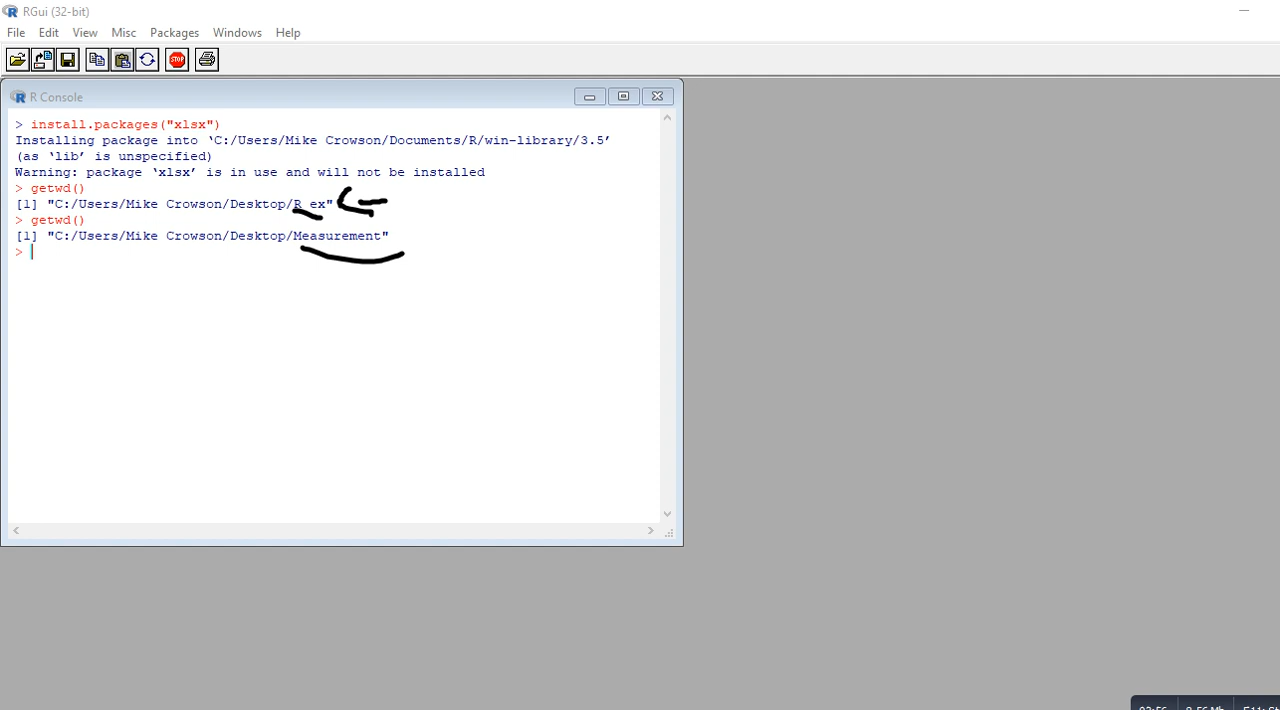 RGui (32-bit)
File Edit View Misc Packages Windows Help
STOP
R Console
> install.packages("xlsx")
Installing package into ‘C:/Users/Mike Crowson/Documents/R/win-library/3.5’
(as ‘lib’ is unspecified)
Warning: package ‘xlsx’ is in use and will not be installed
> getwd()
[1] "C:/Users/Mike Crowson/Desktop/R ex"
> getwd()
[1] "C:/Users/Mike Crowson/Desktop/Measurement"
>